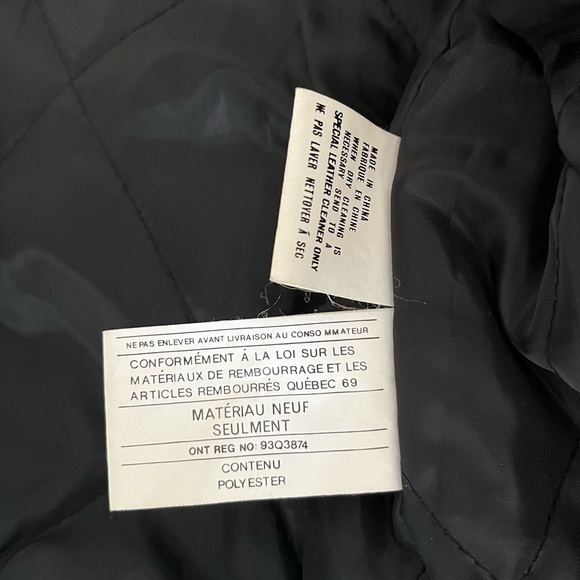 MADE IN CHINA
FABRIQUE EN CHINE
WHEN DRY CLEANING IS
NECESSARY SEND TO A
SPECIAL LEATHER CLEANER ONLY
NE PAS LAVER NETTOYER Á SEC
NE PAS ENLEVER AVANT LIVRAISON AU CONSO MMATEUR
CONFORMÉMENT Á LA LOI SUR LES
MATÉRIAUX DE REMBOURRAGE ET LES
ARTICLES REMBOURRÉS QUÉBEC 69
MATÉRIAU NEUF
SEULMENT
ONT REG NO: 93Q3874
CONTENU
POLYESTER